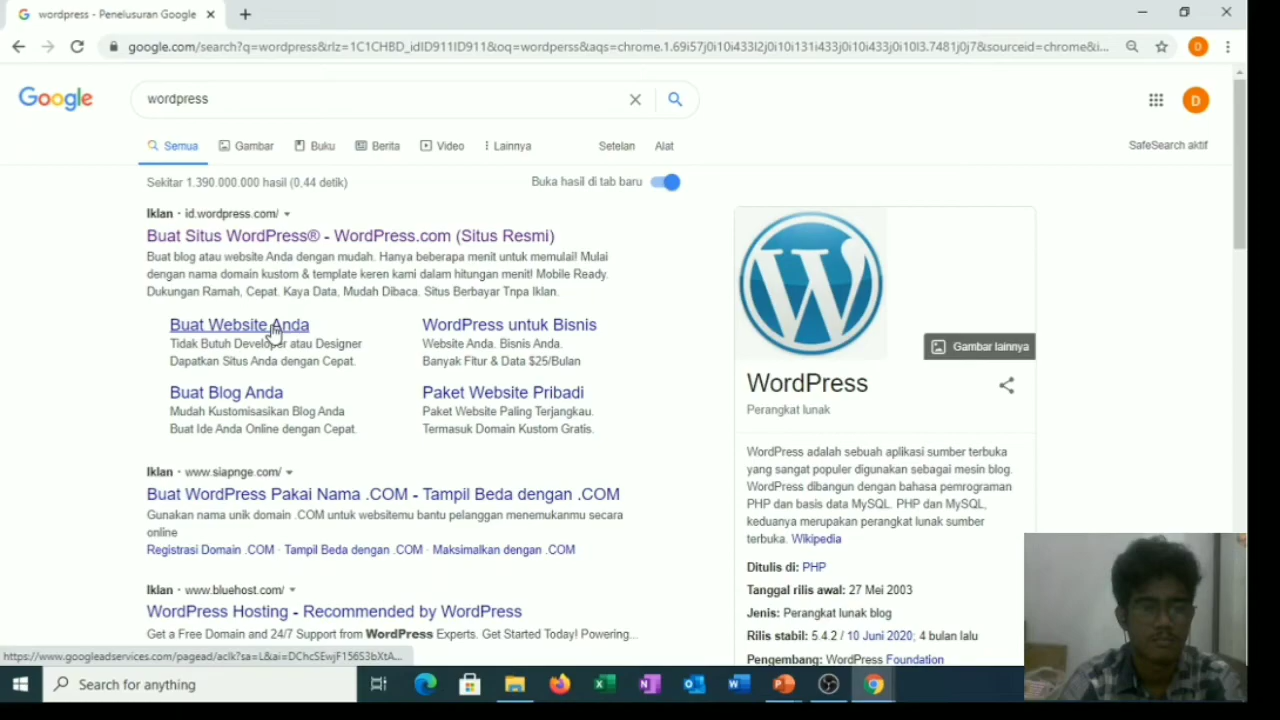 wordpress - Penelusuran Google
google.com/search?q=wordpress&rlz=1C1CHBD_idID911ID911&oq=wordperss&aqs=chrome.1.69i57j0i10i433l2j0i10i131i433j0i10i433j0i10l3.7481j0j7&sourceid=chrome&i...
D
Google
wordpress
D
Semua
Gambar
Buku
Berita
Video
Lainnya
Setelan
Alat
SafeSearch aktif
Sekitar 1.390.000.000 hasil (0,44 detik)
Buka hasil di tab baru
Iklan · id.wordpress.com/
Buat Situs WordPress® - WordPress.com (Situs Resmi)
Buat blog atau website Anda dengan mudah. Hanya beberapa menit untuk memulai! Mulai
dengan nama domain kustom & template keren kami dalam hitungan menit! Mobile Ready.
Dukungan Ramah, Cepat. Kaya Data, Mudah Dibaca. Situs Berbayar Tnpa Iklan.
Buat Website Anda
Tidak Butuh Developer atau Designer
Dapatkan Situs Anda dengan Cepat.
WordPress untuk Bisnis
Website Anda. Bisnis Anda.
Banyak Fitur & Data $25/Bulan
Buat Blog Anda
Mudah Kustomisasikan Blog Anda
Buat Ide Anda Online dengan Cepat.
Paket Website Pribadi
Paket Website Paling Terjangkau.
Termasuk Domain Kustom Gratis.
Iklan · www.siapnge.com/
Buat WordPress Pakai Nama .COM - Tampil Beda dengan .COM
Gunakan nama unik domain .COM untuk websitemu bantu pelanggan menemukanmu secara
online
Registrasi Domain .COM · Tampil Beda dengan .COM · Maksimalkan dengan .COM
Iklan · www.bluehost.com/
WordPress Hosting - Recommended by WordPress
Get a Free Domain and 24/7 Support from WordPress Experts. Get Started Today! Powering...
Gambar lainnya
WordPress
Perangkat lunak
WordPress adalah sebuah aplikasi sumber terbuka
yang sangat populer digunakan sebagai mesin blog.
WordPress dibangun dengan bahasa pemrograman
PHP dan basis data MySQL. PHP dan MySQL,
keduanya merupakan perangkat lunak sumber
terbuka. Wikipedia
Ditulis di: PHP
Tanggal rilis awal: 27 Mei 2003
Jenis: Perangkat lunak blog
Rilis stabil: 5.4.2 / 10 Juni 2020; 4 bulan lalu
Pengembang: WordPress Foundation
https://www.googleadservices.com/pagead/aclk?sa=L&ai=DChcSEwjF156S3bXtA...
Search for anything